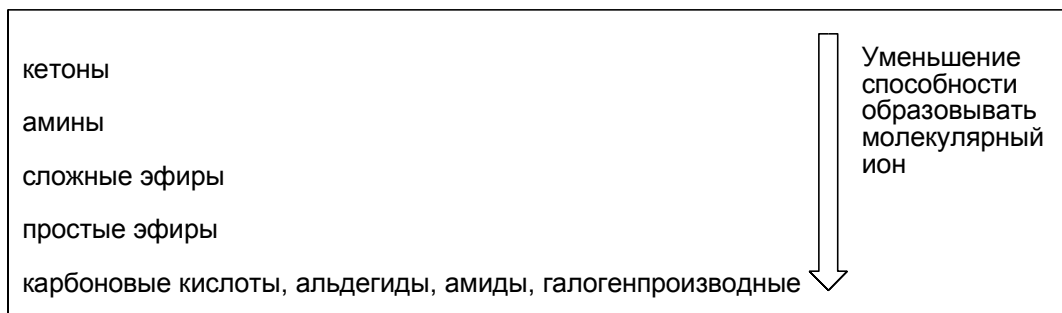 кетоны
амины
сложные эфиры
простые эфиры
карбоновые кислоты, альдегиды, амиды, галогенпроизводные
Уменьшение
способности
образовывать
молекулярный
ион